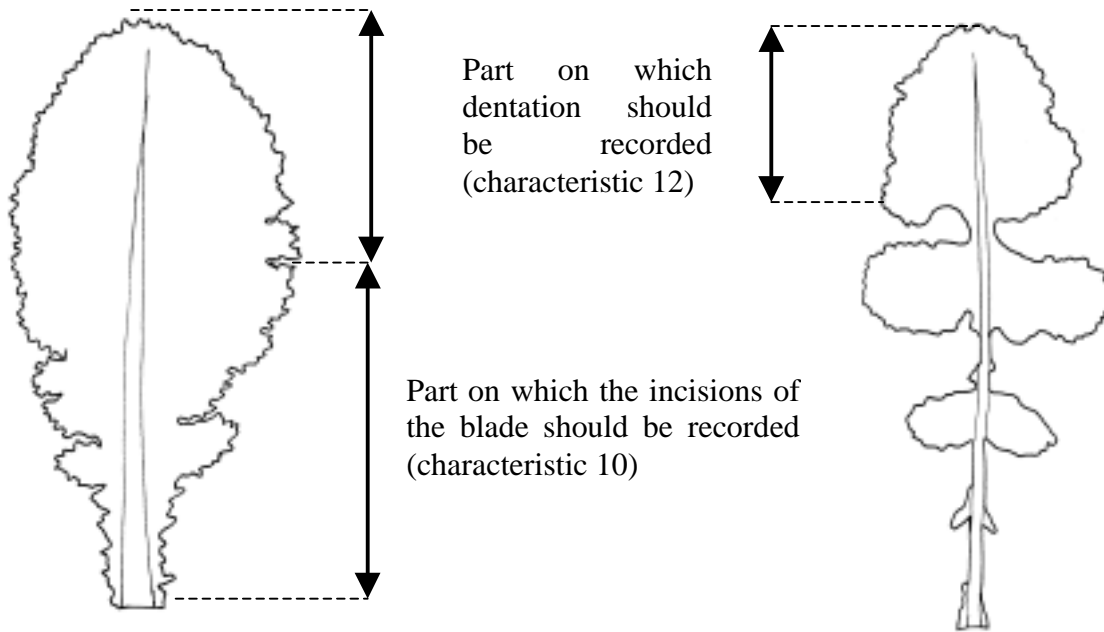 Part on which
dentation should
be recorded
(characteristic 12)
Part on which the incisions of
the blade should be recorded
(characteristic 10)